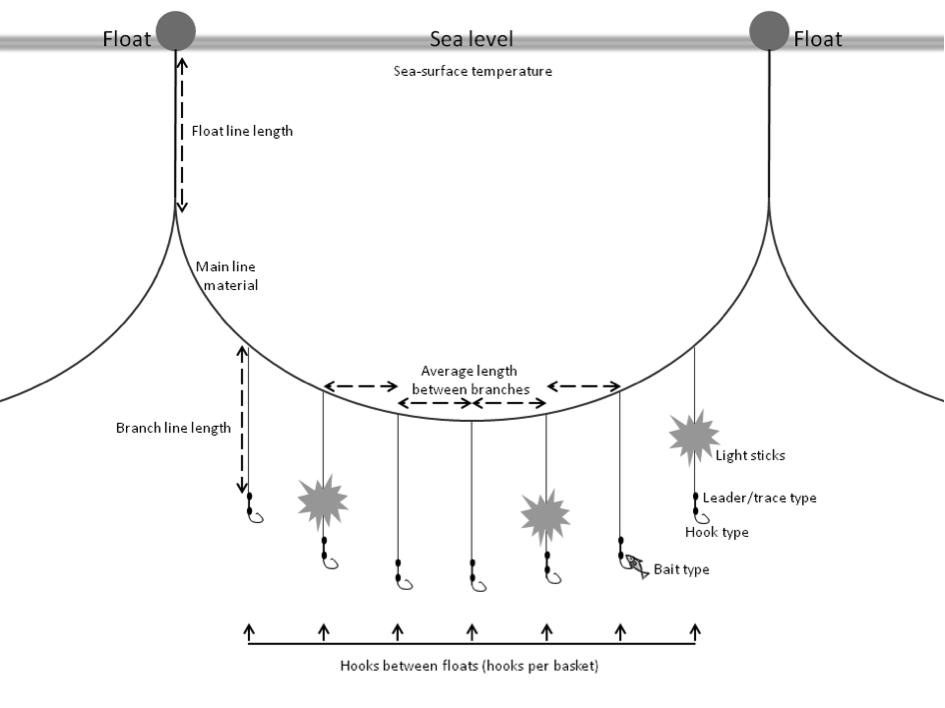 Float
Sea level
Float
Sea-surface temperature
Float line length
Main line
material
Average length
between branches
Branch line length
Light sticks
Leader/trace type
Hook type
Bait type
Hooks between floats (hooks per basket)